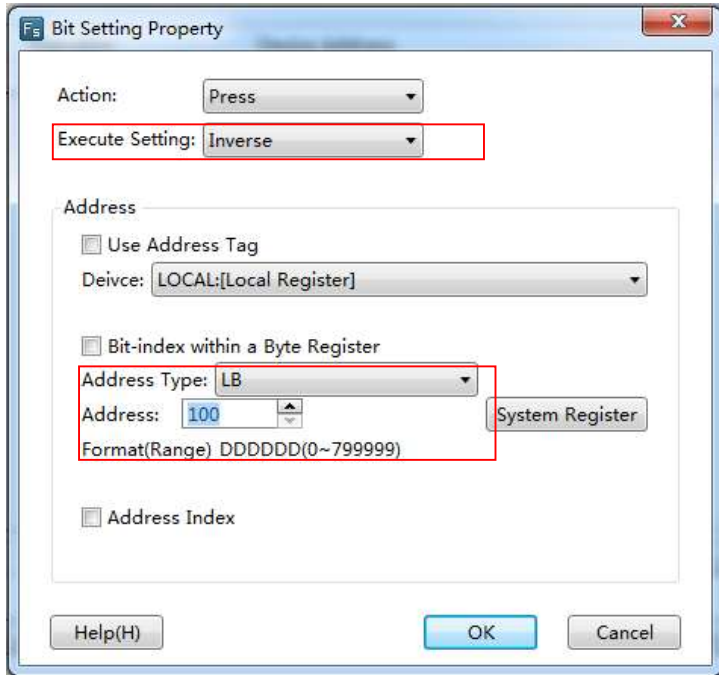 Fs Bit Setting Property
Action: Press
Execute Setting: Inverse
Address
Use Address Tag
Deivce: LOCAL:[Local Register]
Bit-index within a Byte Register
Address Type: LB
Address: 100 System Register
Format(Range) DDDDDD(0~799999)
Address Index
Help(H) OK Cancel